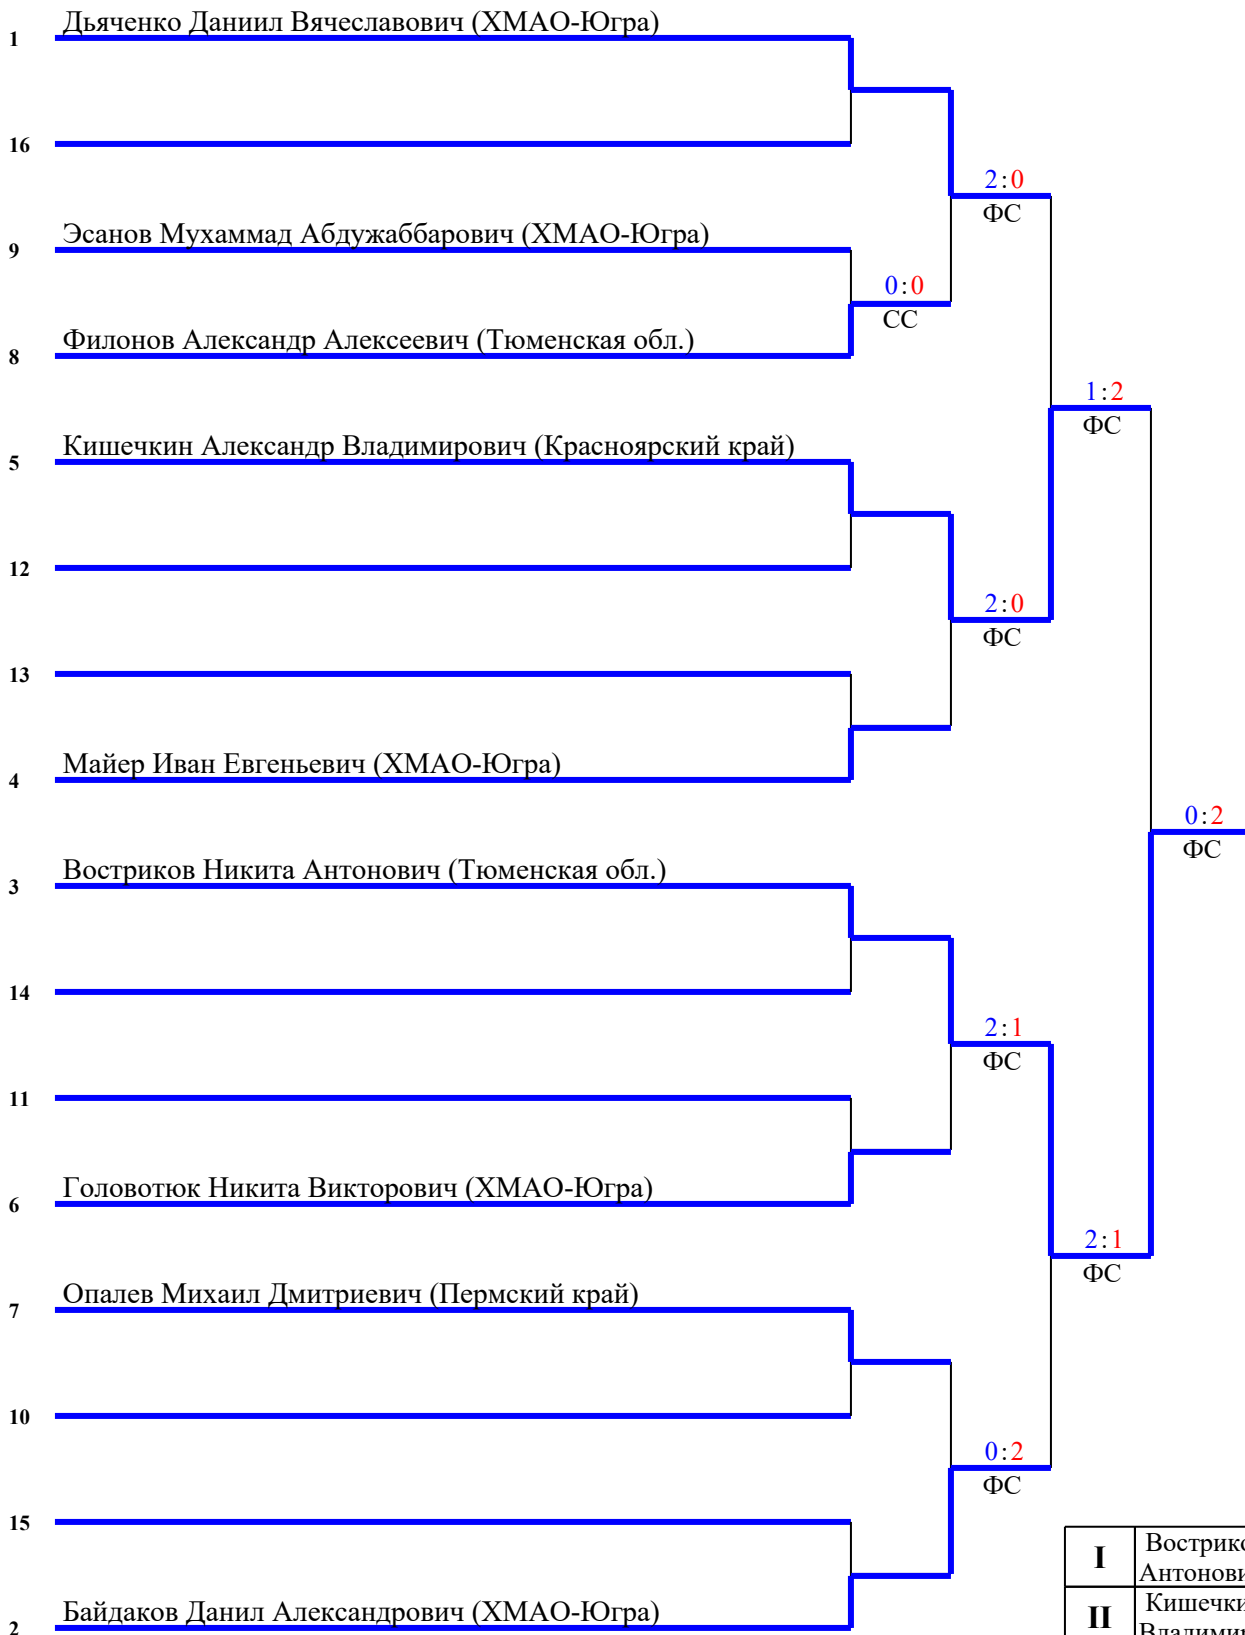 Дьяченко Даниил Вячеславович (ХМАО-Югра)
1
16
2:0
ФС
Эсанов Мухаммад Абдужаббарович (ХМАО-Югра)
9
0:0
СС
Филонов Александр Алексеевич (Тюменская обл.)
8
1:2
ФС
Кишечкин Александр Владимирович (Красноярский край)
5
12
2:0
ФС
13
Майер Иван Евгеньевич (ХМАО-Югра)
4
0:2
ФС
Востриков Никита Антонович (Тюменская обл.)
3
14
2:1
ФС
11
Головотюк Никита Викторович (ХМАО-Югра)
6
2:1
ФС
Опалев Михаил Дмитриевич (Пермский край)
7
10
0:2
ФС
15
I
Вострико
Антонови
Байдаков Данил Александрович (ХМАО-Югра)
2
II
Кишечки
Владимир